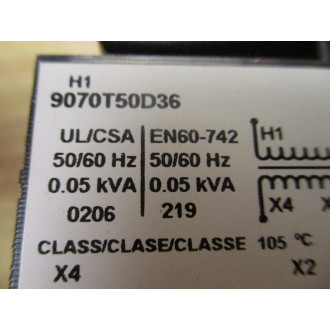 H1
9070T50D36
UL/CSA EN60-742 H1
50/60 Hz 50/60 Hz
0.05 kVA 0.05 kVA
0206 219 X4
CLASS/CLASE/CLASSE 105 °C
X4 X2